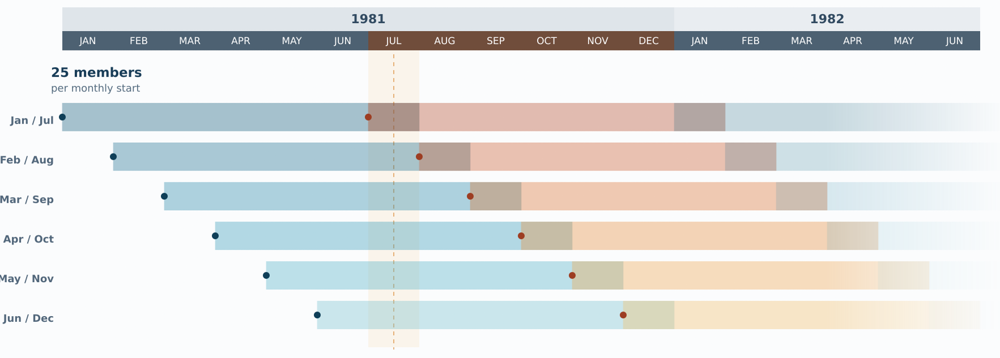 1981 1982
JAN FEB MAR APR MAY JUN JUL AUG SEP OCT NOV DEC JAN FEB MAR APR MAY JUN
25 members
per monthly start
Jan / Jul
Feb / Aug
Mar / Sep
Apr / Oct
May / Nov
Jun / Dec